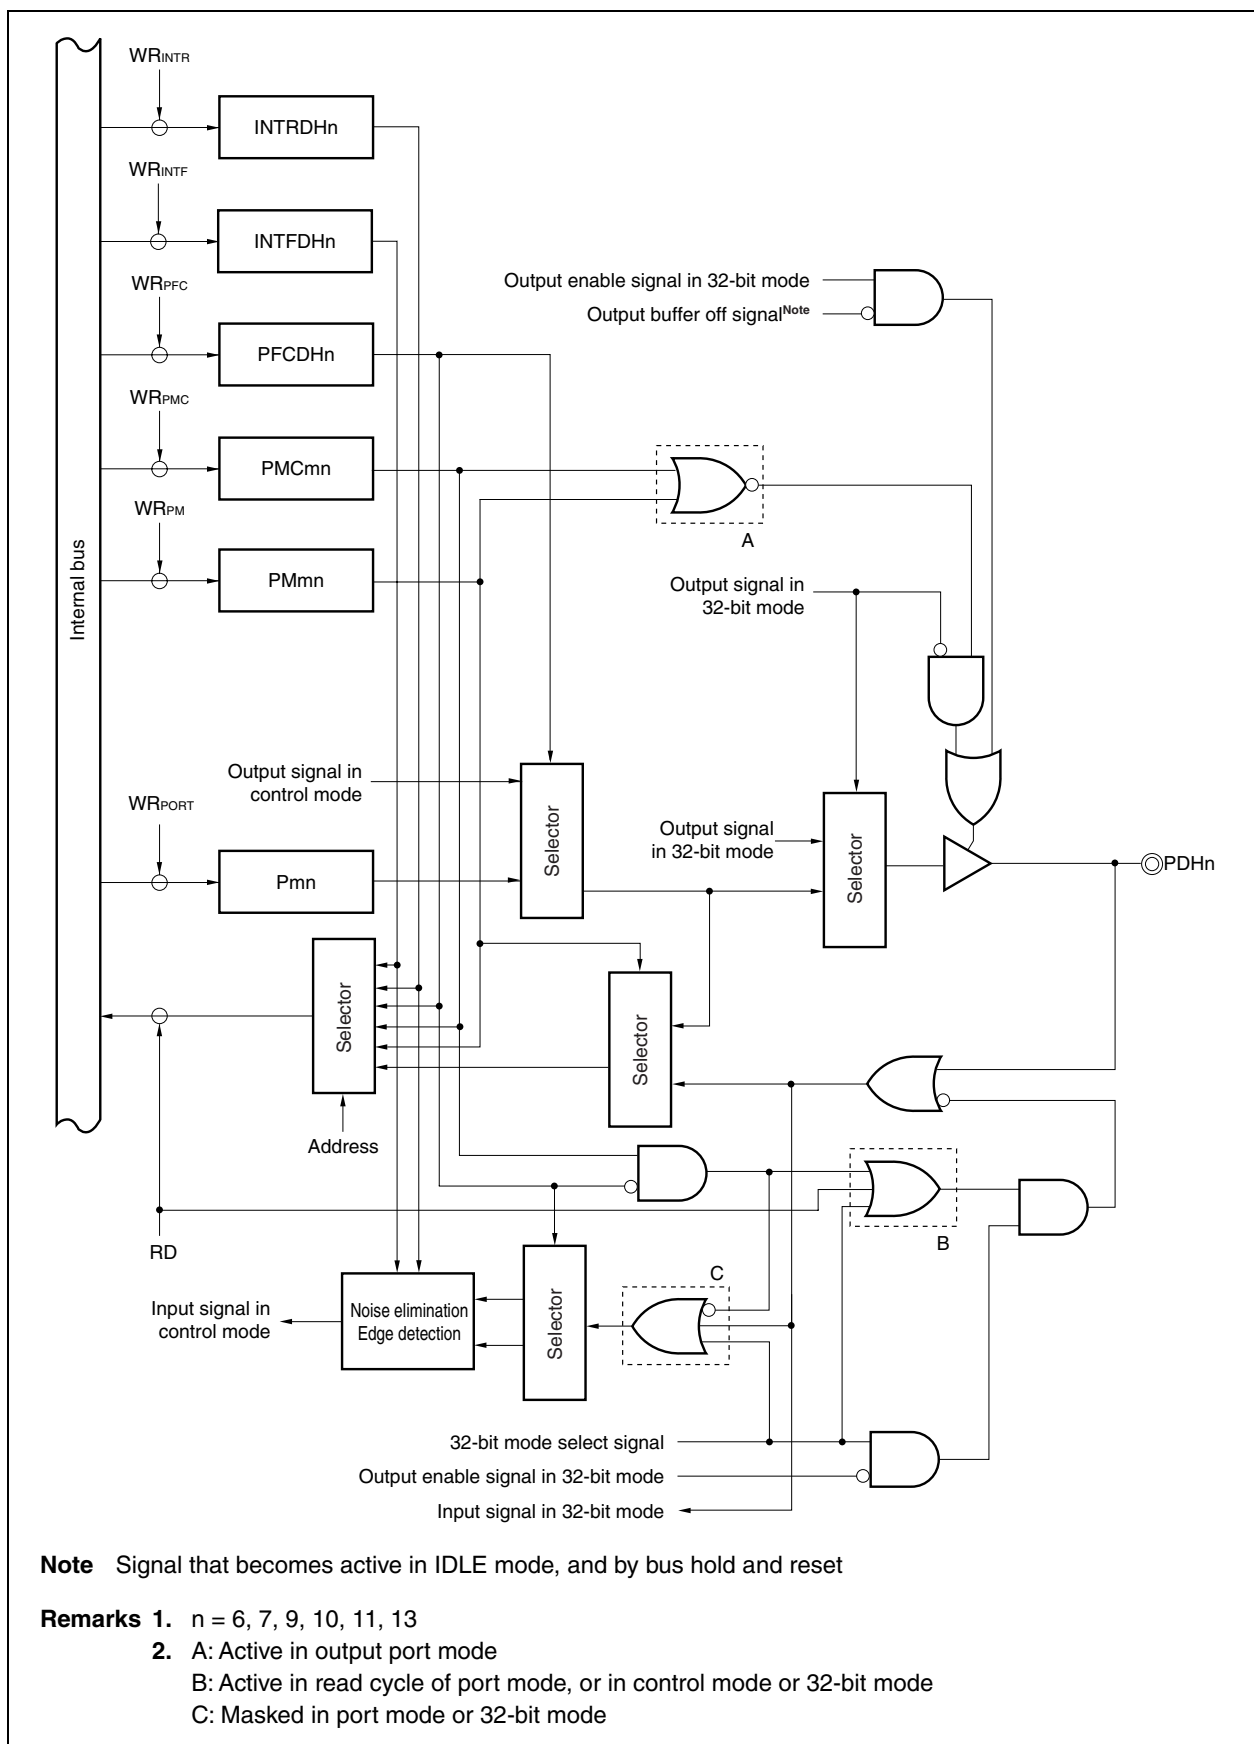 WRINTR
INTRDHn
WRINTF
INTFDHn
WRPFC
PFCDHn
WRPMC
PMCmn
WRPM
PMmn
Internal bus
Output enable signal in 32-bit mode
Output buffer off signalNote
A
Output signal in
32-bit mode
Output signal in
control mode
Selector
WRPORT
Pmn
Output signal
in 32-bit mode
Selector
PDHn
Selector
Selector
Address
RD
B
C
Input signal in
control mode
Noise elimination
Edge detection
Selector
32-bit mode select signal
Output enable signal in 32-bit mode
Input signal in 32-bit mode
Note Signal that becomes active in IDLE mode, and by bus hold and reset
Remarks 1. n = 6, 7, 9, 10, 11, 13
2. A: Active in output port mode
B: Active in read cycle of port mode, or in control mode or 32-bit mode
C: Masked in port mode or 32-bit mode